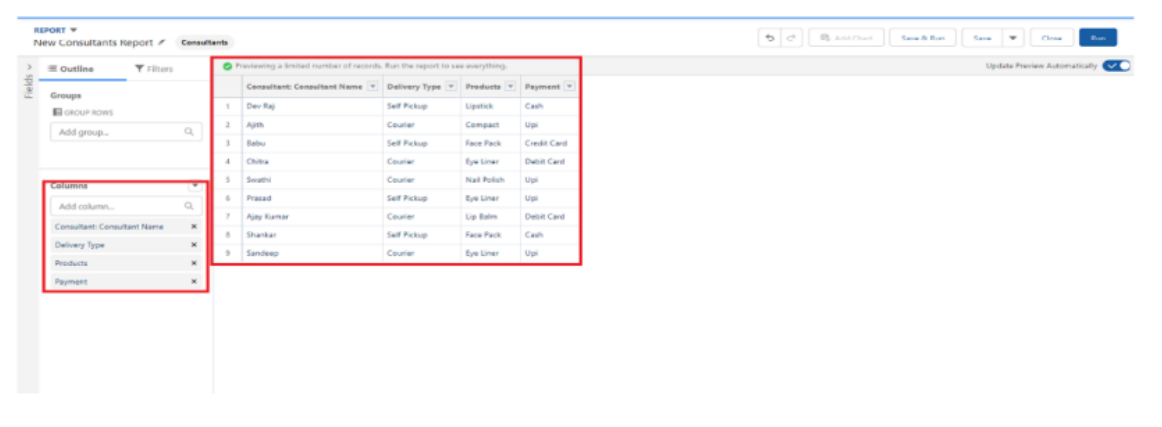 REPORT
New Consultants Report Consultants
Add Chart Save & Run Save Close Run
Fields
Outline Filters
Previewing a limited number of records. Run the report to see everything.
Update Preview Automatically
Groups
GROUP ROWS
Add group...
Columns
Add column...
Consultant: Consultant Name
Delivery Type
Products
Payment
Consultant: Consultant Name Delivery Type Products Payment
1 Dev Raj Self Pickup Lipstick Cash
2 Ajith Courier Compact Upi
3 Babu Self Pickup Face Pack Credit Card
4 Chitra Courier Eye Liner Debit Card
5 Swathi Courier Nail Polish Upi
6 Prasad Self Pickup Eye Liner Upi
7 Ajay Kumar Courier Lip Balm Debit Card
8 Shankar Self Pickup Face Pack Cash
9 Sandeep Courier Eye Liner Upi